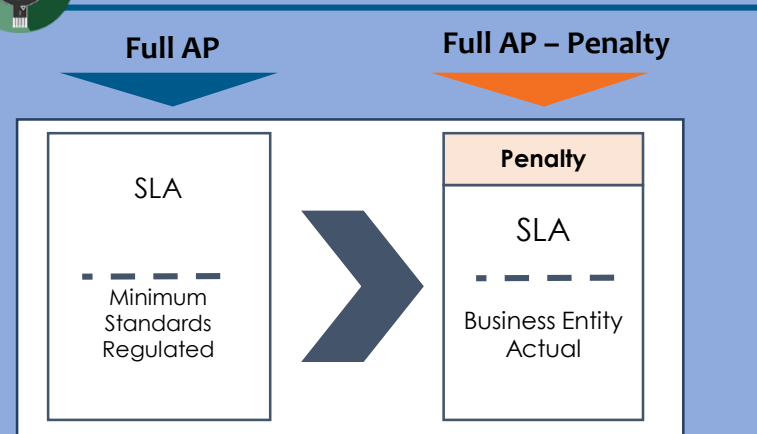 Full AP
Full AP – Penalty
SLA
Minimum
Standards
Regulated
Penalty
SLA
Business Entity
Actual